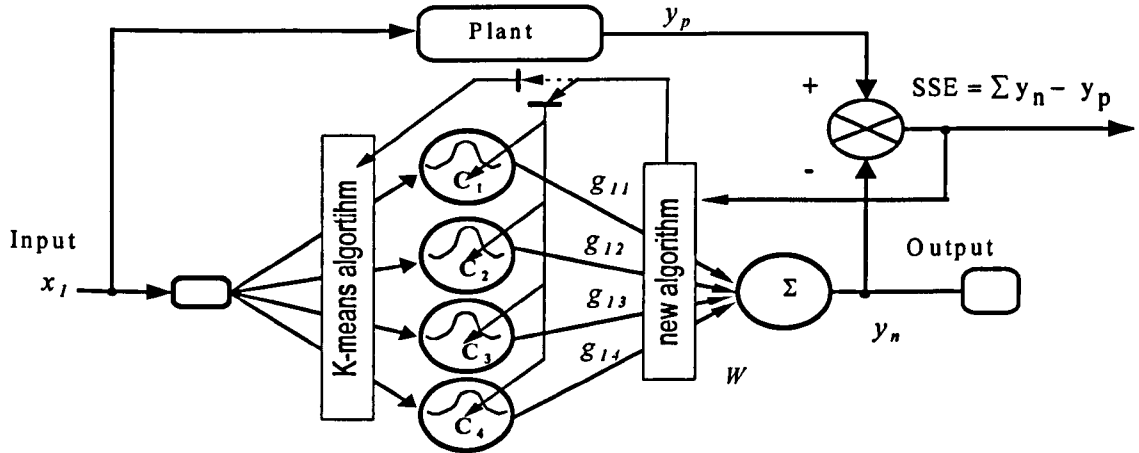 Plant
y_p
+
SSE = Σ y_n − y_p
-
K-means algortihm
C_1
C_2
C_3
C_4
g_11
g_12
g_13
g_14
new algorithm
Input
x_1
Σ
Output
y_n
W